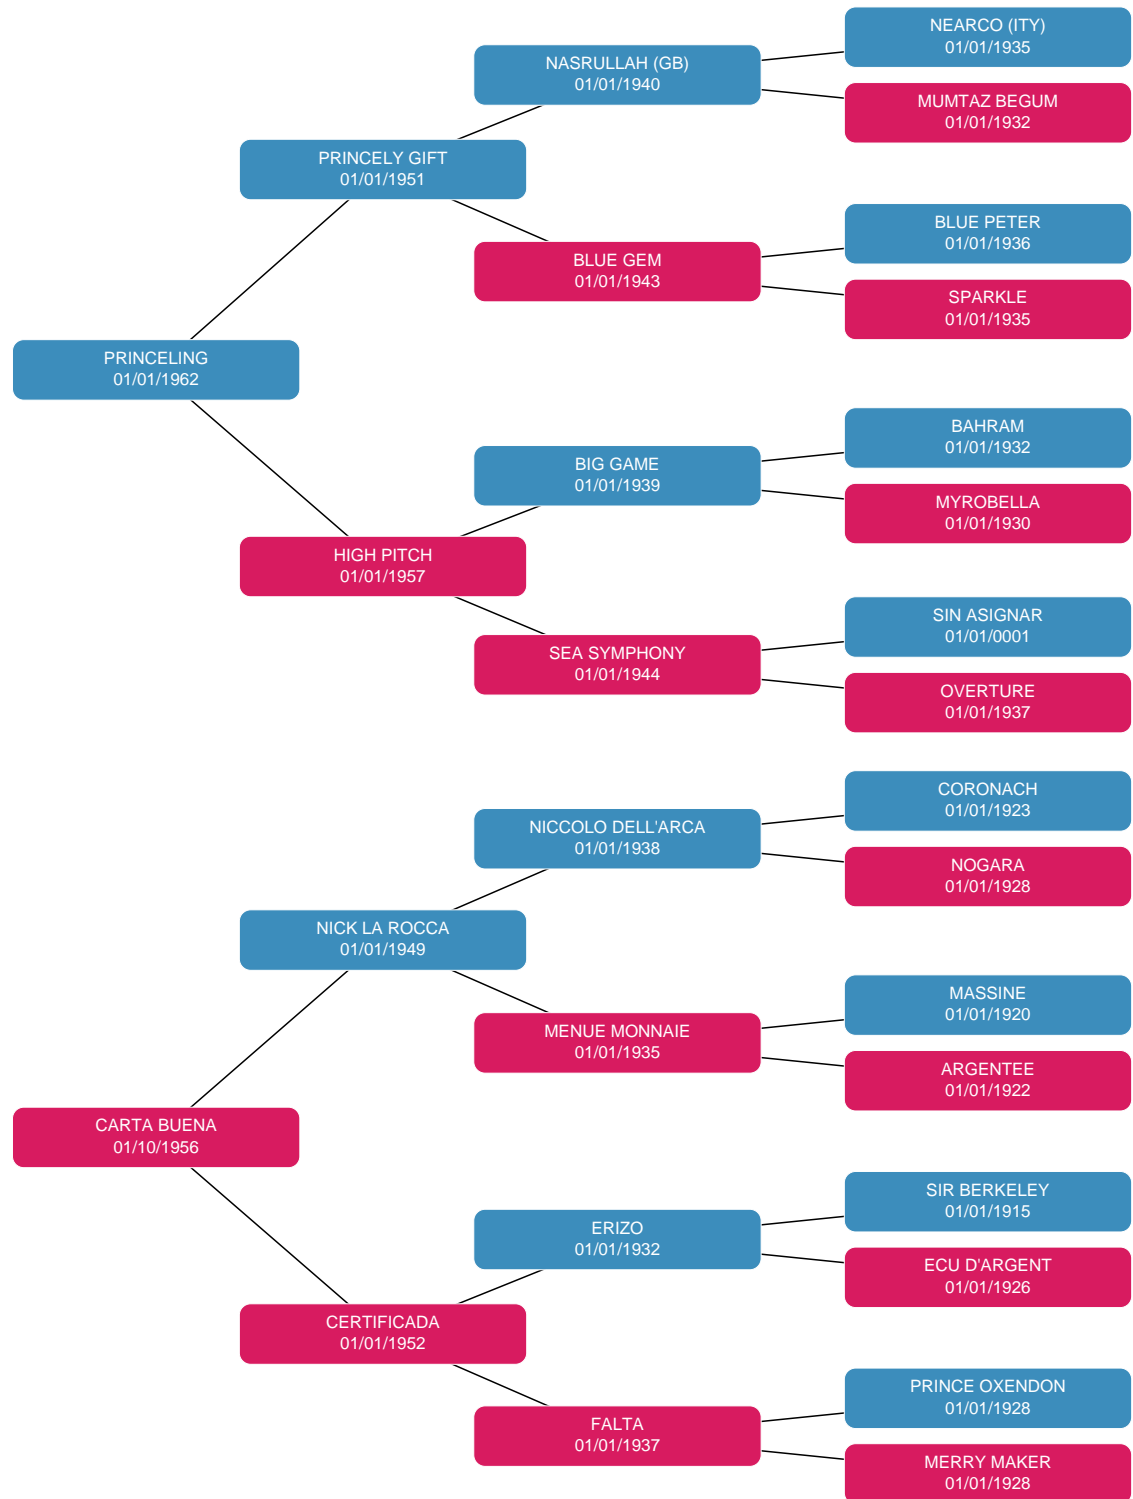 NEARCO (ITY)
01/01/1935
NASRULLAH (GB)
01/01/1940
MUMTAZ BEGUM
01/01/1932
PRINCELY GIFT
01/01/1951
BLUE PETER
01/01/1936
BLUE GEM
01/01/1943
SPARKLE
01/01/1935
PRINCELING
01/01/1962
BAHRAM
01/01/1932
BIG GAME
01/01/1939
MYROBELLA
01/01/1930
HIGH PITCH
01/01/1957
SIN ASIGNAR
01/01/0001
SEA SYMPHONY
01/01/1944
OVERTURE
01/01/1937
CORONACH
01/01/1923
NICCOLO DELL'ARCA
01/01/1938
NOGARA
01/01/1928
NICK LA ROCCA
01/01/1949
MASSINE
01/01/1920
MENUE MONNAIE
01/01/1935
ARGENTEE
01/01/1922
CARTA BUENA
01/10/1956
SIR BERKELEY
01/01/1915
ERIZO
01/01/1932
ECU D'ARGENT
01/01/1926
CERTIFICADA
01/01/1952
PRINCE OXENDON
01/01/1928
FALTA
01/01/1937
MERRY MAKER
01/01/1928